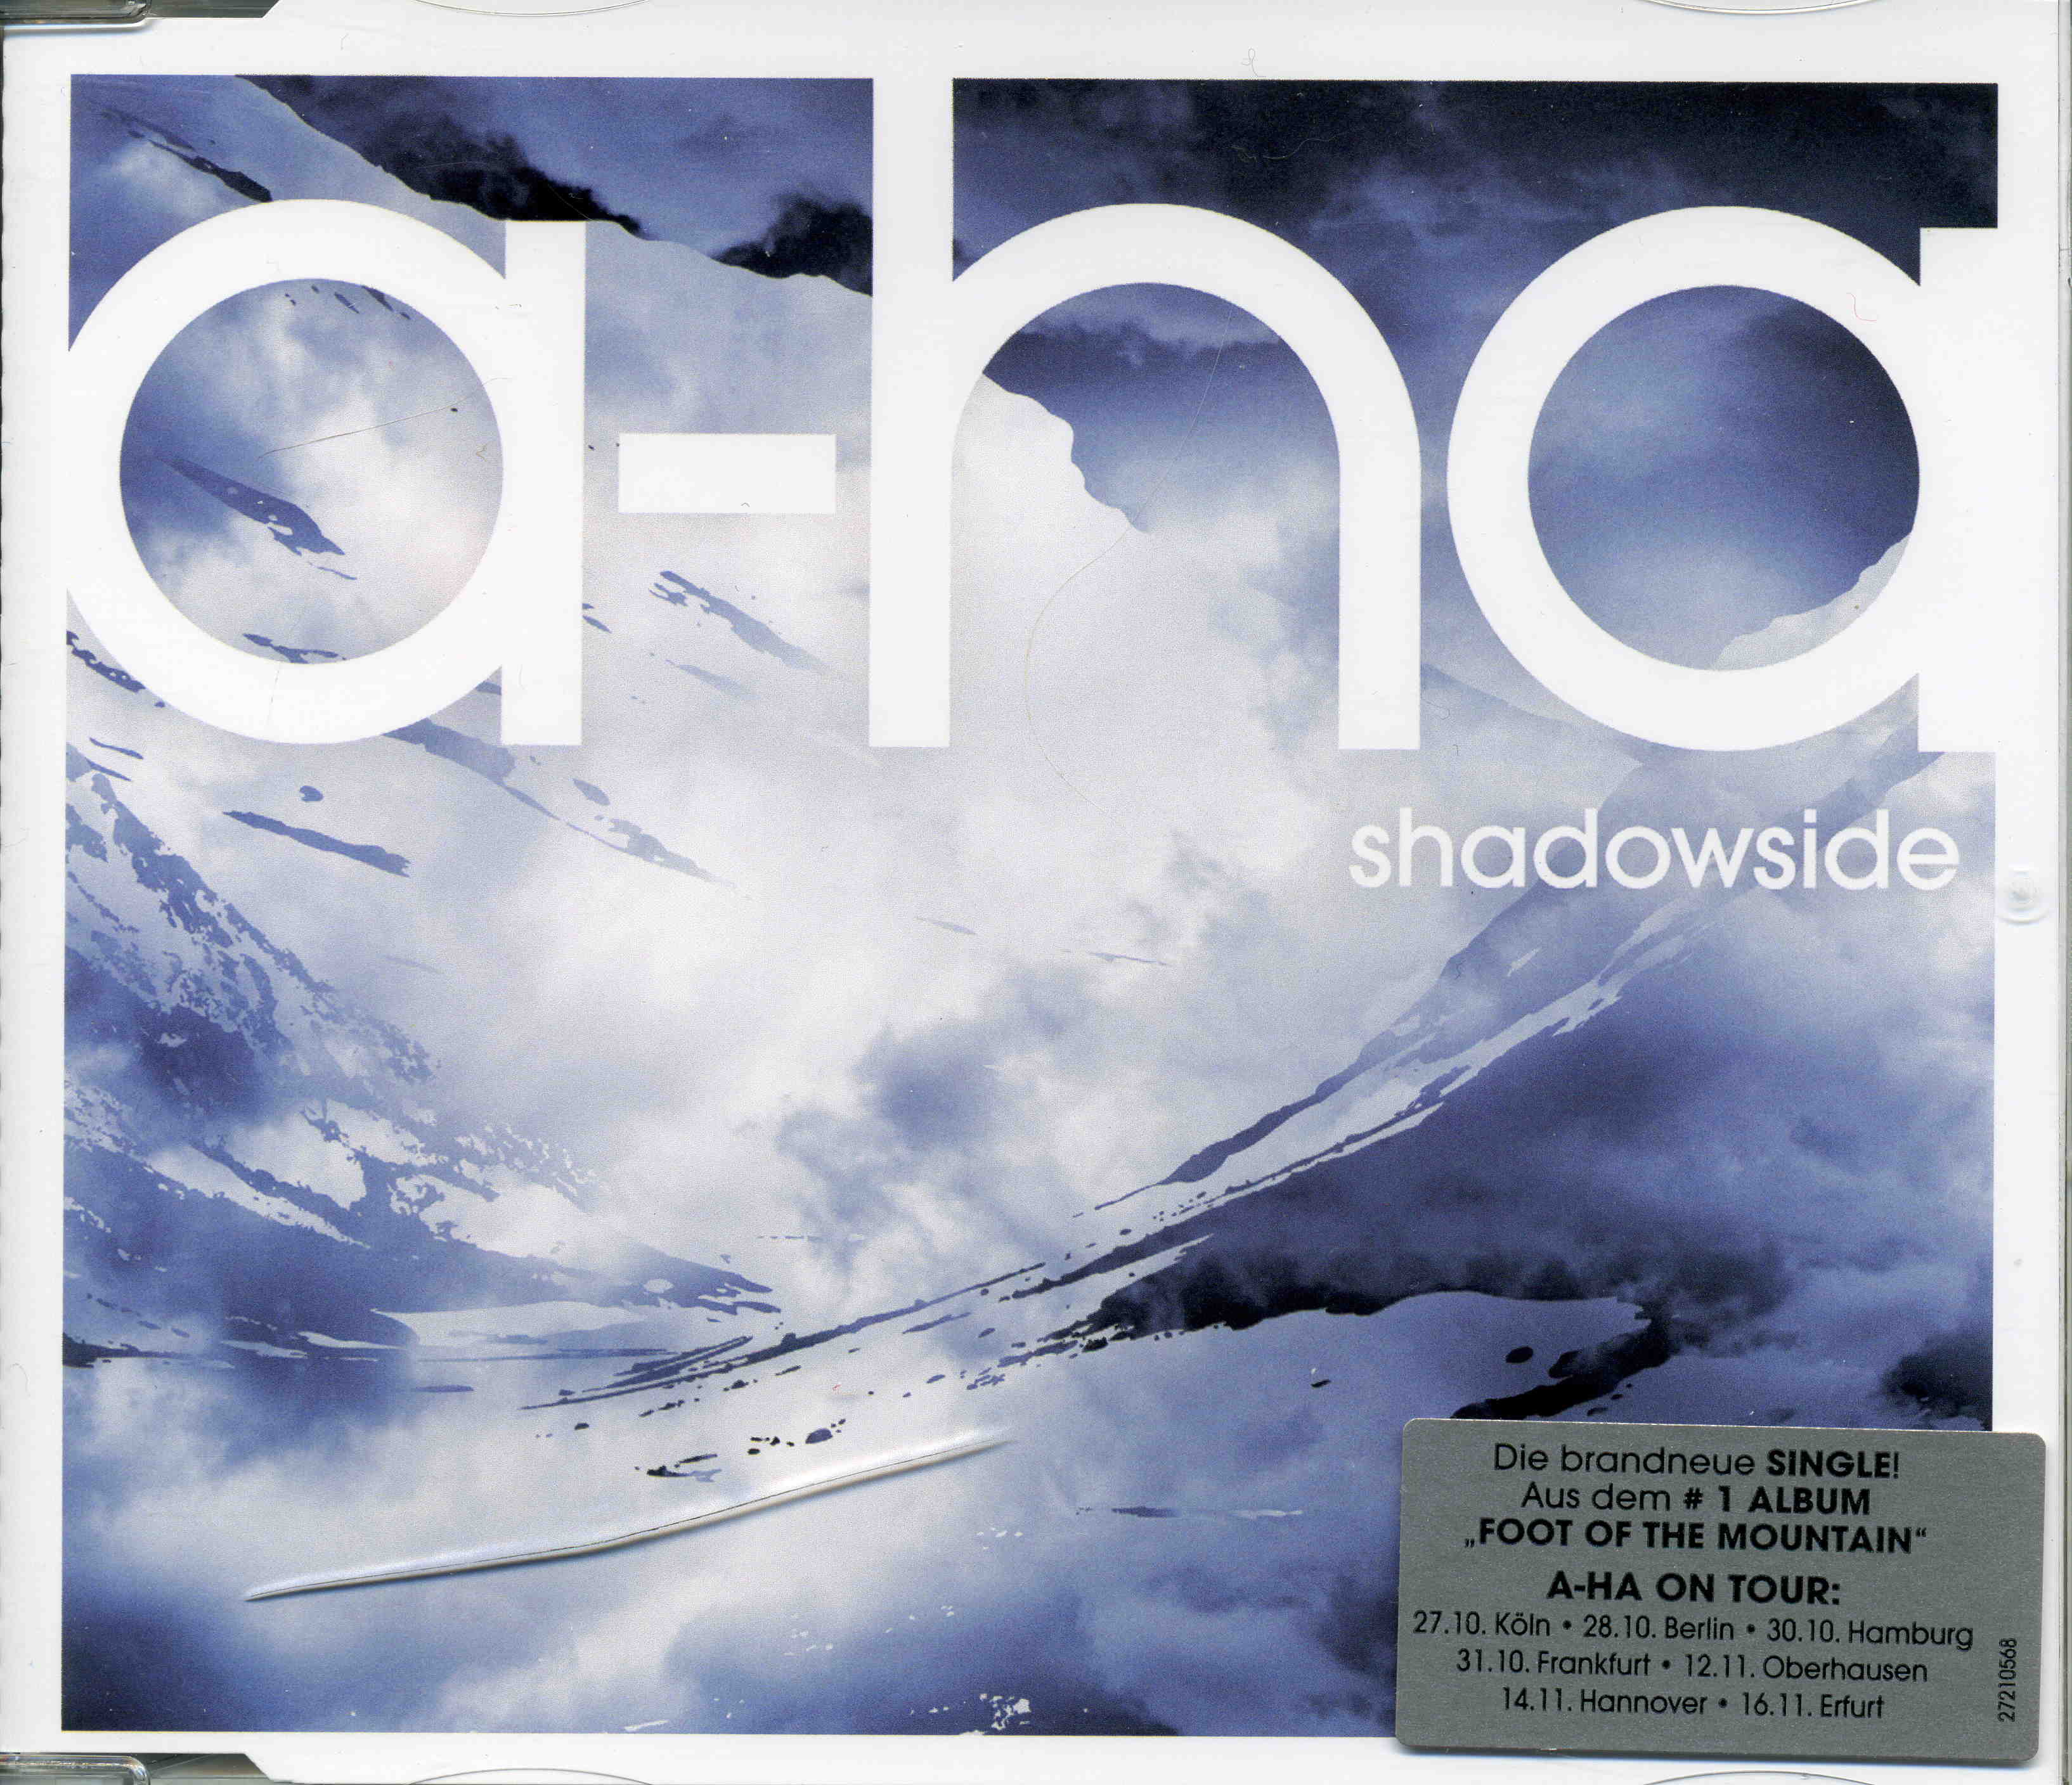 a-ha
shadowside
Die brandneue SINGLE!
Aus dem # 1 ALBUM
„FOOT OF THE MOUNTAIN“
A-HA ON TOUR:
27.10. Köln • 28.10. Berlin • 30.10. Hamburg
31.10. Frankfurt • 12.11. Oberhausen
14.11. Hannover • 16.11. Erfurt
27210568